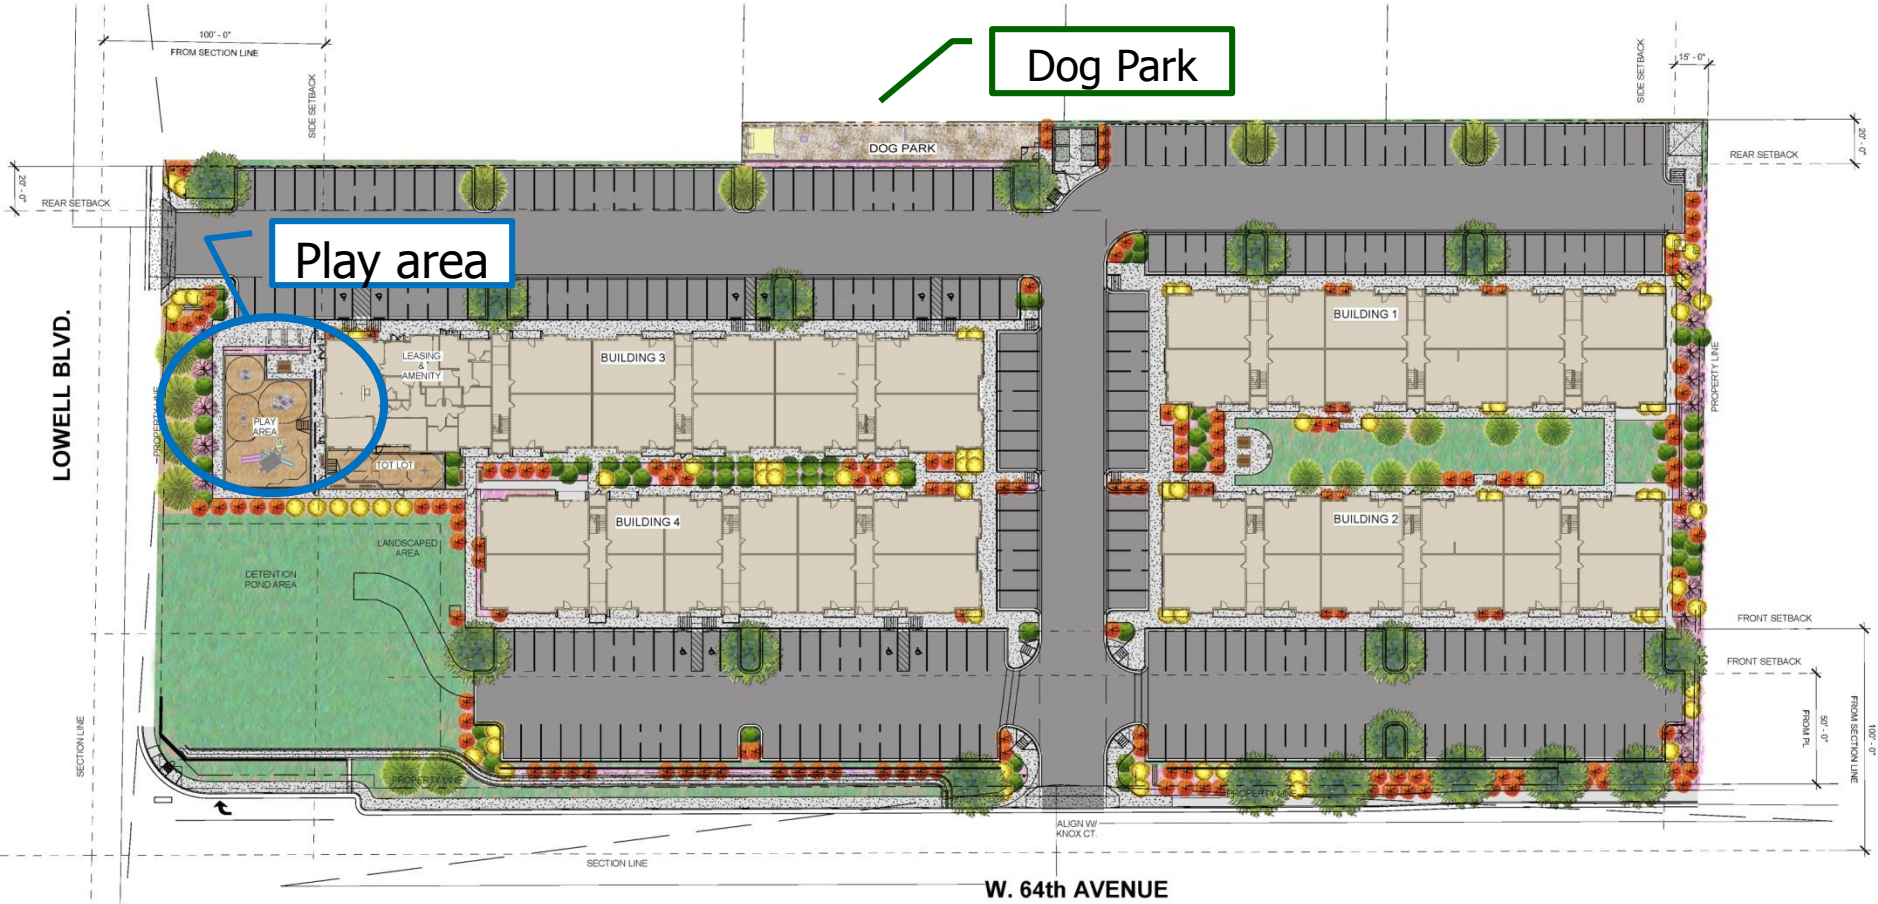 100' - 0"
FROM SECTION LINE
SIDE SETBACK
Dog Park
SIDE SETBACK
15' - 0"
DOG PARK
20' - 0"
REAR SETBACK
20' - 0"
REAR SETBACK
Play area
LOWELL BLVD.
PROPERTY LINE
LEASING
&
AMENITY
BUILDING 3
BUILDING 1
PROPERTY LINE
PLAY
AREA
TOT LOT
BUILDING 4
BUILDING 2
LANDSCAPED
AREA
DETENTION
POND AREA
FRONT SETBACK
FRONT SETBACK
SECTION LINE
50' - 0"
FROM PL
100' - 0"
FROM SECTION LINE
PROPERTY LINE
PROPERTY LINE
ALIGN W/
KNOX CT.
SECTION LINE
W. 64th AVENUE